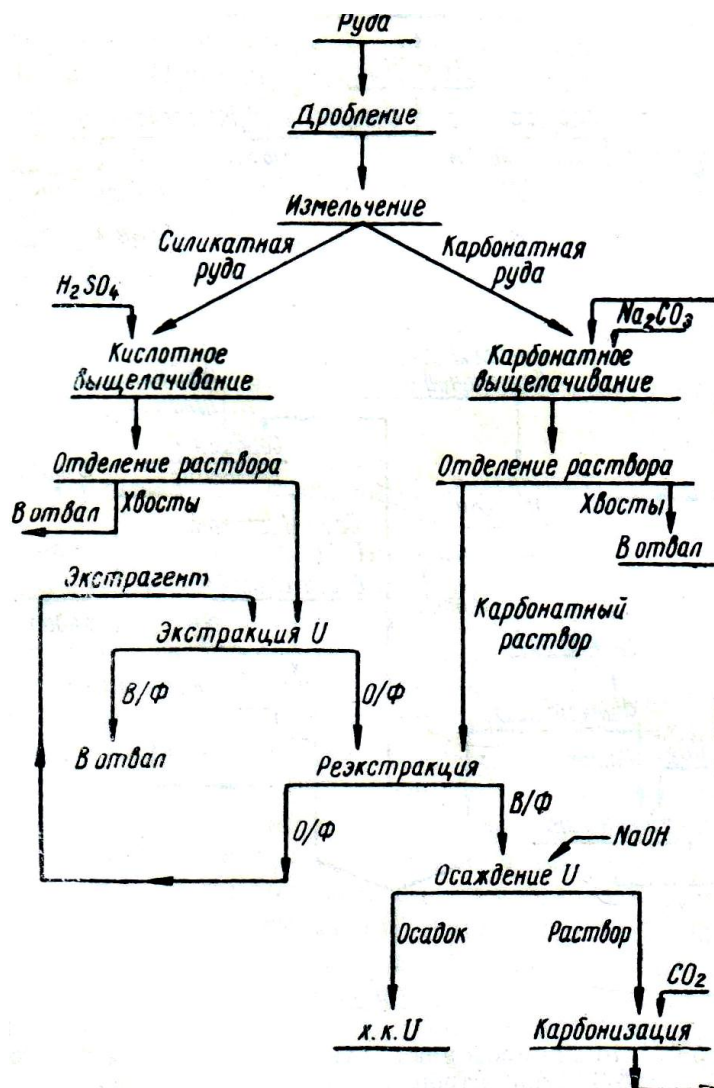 Руда
Дробление
Измельчение
Силикатная
руда
Карбонатная
руда
H₂SO₄
Na₂CO₃
Кислотное
выщелачивание
Карбонатное
выщелачивание
Отделение раствора
Отделение раствора
Хвосты
В отвал
Хвосты
В отвал
Экстрагент
Экстракция U
Карбонатный
раствор
В/Ф
О/Ф
В отвал
Реэкстракция
О/Ф
В/Ф
NaOH
Осаждение U
Осадок
Раствор
CO₂
х.к.U
Карбонизация